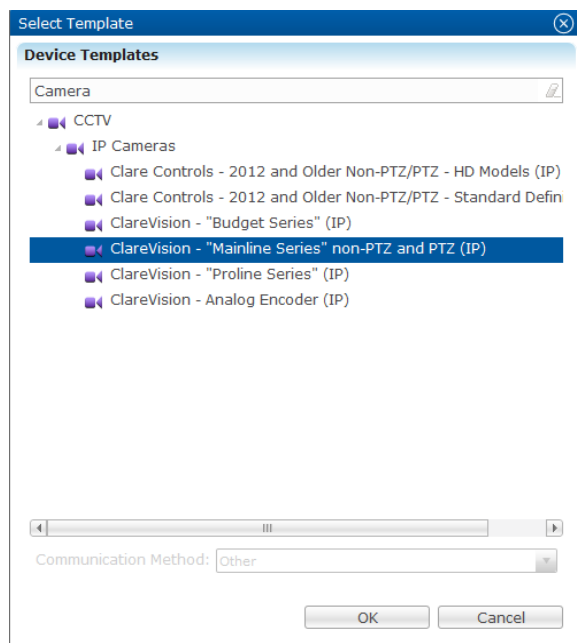 Select Template
Device Templates
Camera
CCTV
IP Cameras
Clare Controls - 2012 and Older Non-PTZ/PTZ - HD Models (IP)
Clare Controls - 2012 and Older Non-PTZ/PTZ - Standard Defini
ClareVision - "Budget Series" (IP)
ClareVision - "Mainline Series" non-PTZ and PTZ (IP)
ClareVision - "Proline Series" (IP)
ClareVision - Analog Encoder (IP)
Communication Method: Other
OK Cancel